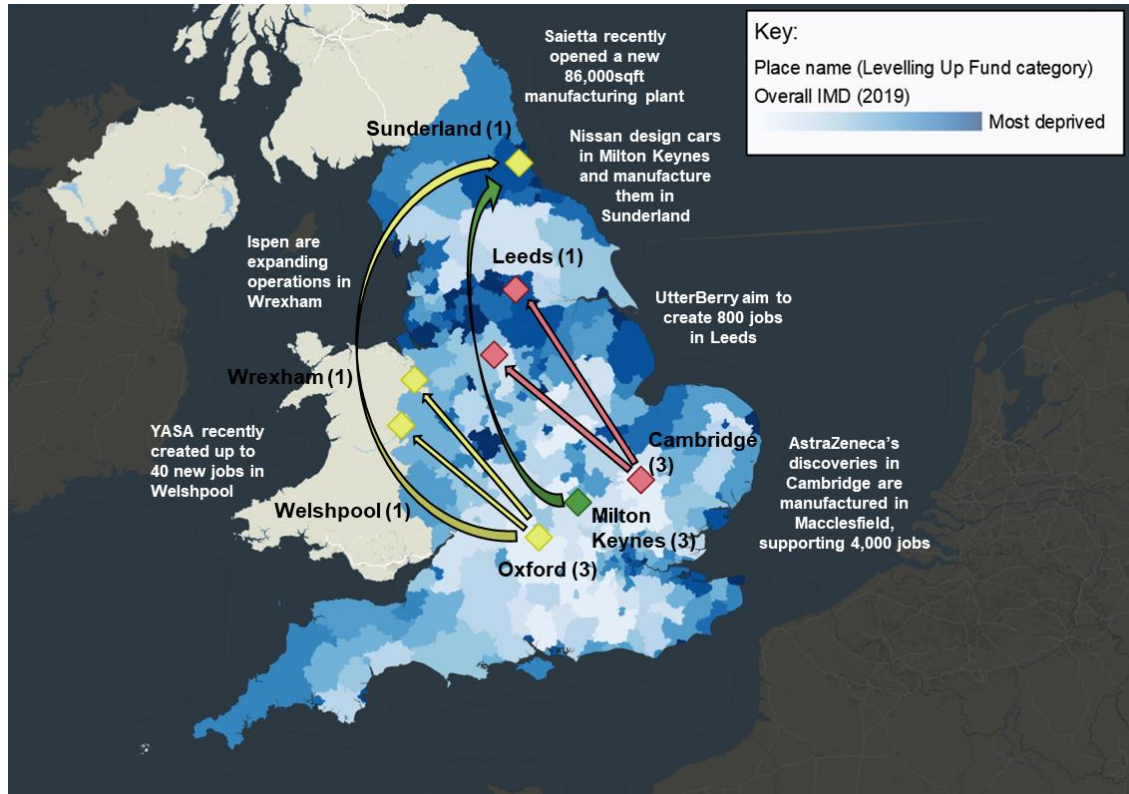 Key:
Place name (Levelling Up Fund category)
Overall IMD (2019)
Most deprived
Saietta recently
opened a new
86,000sqft
manufacturing plant
Sunderland (1)
Nissan design cars
in Milton Keynes
and manufacture
them in
Sunderland
Ispen are
expanding
operations in
Wrexham
Leeds (1)
UtterBerry aim to
create 800 jobs
in Leeds
Wrexham (1)
YASA recently
created up to
40 new jobs in
Welshpool
Cambridge
(3)
AstraZeneca's
discoveries in
Cambridge are
manufactured in
Macclesfield,
supporting 4,000 jobs
Welshpool (1)
Milton
Keynes (3)
Oxford (3)